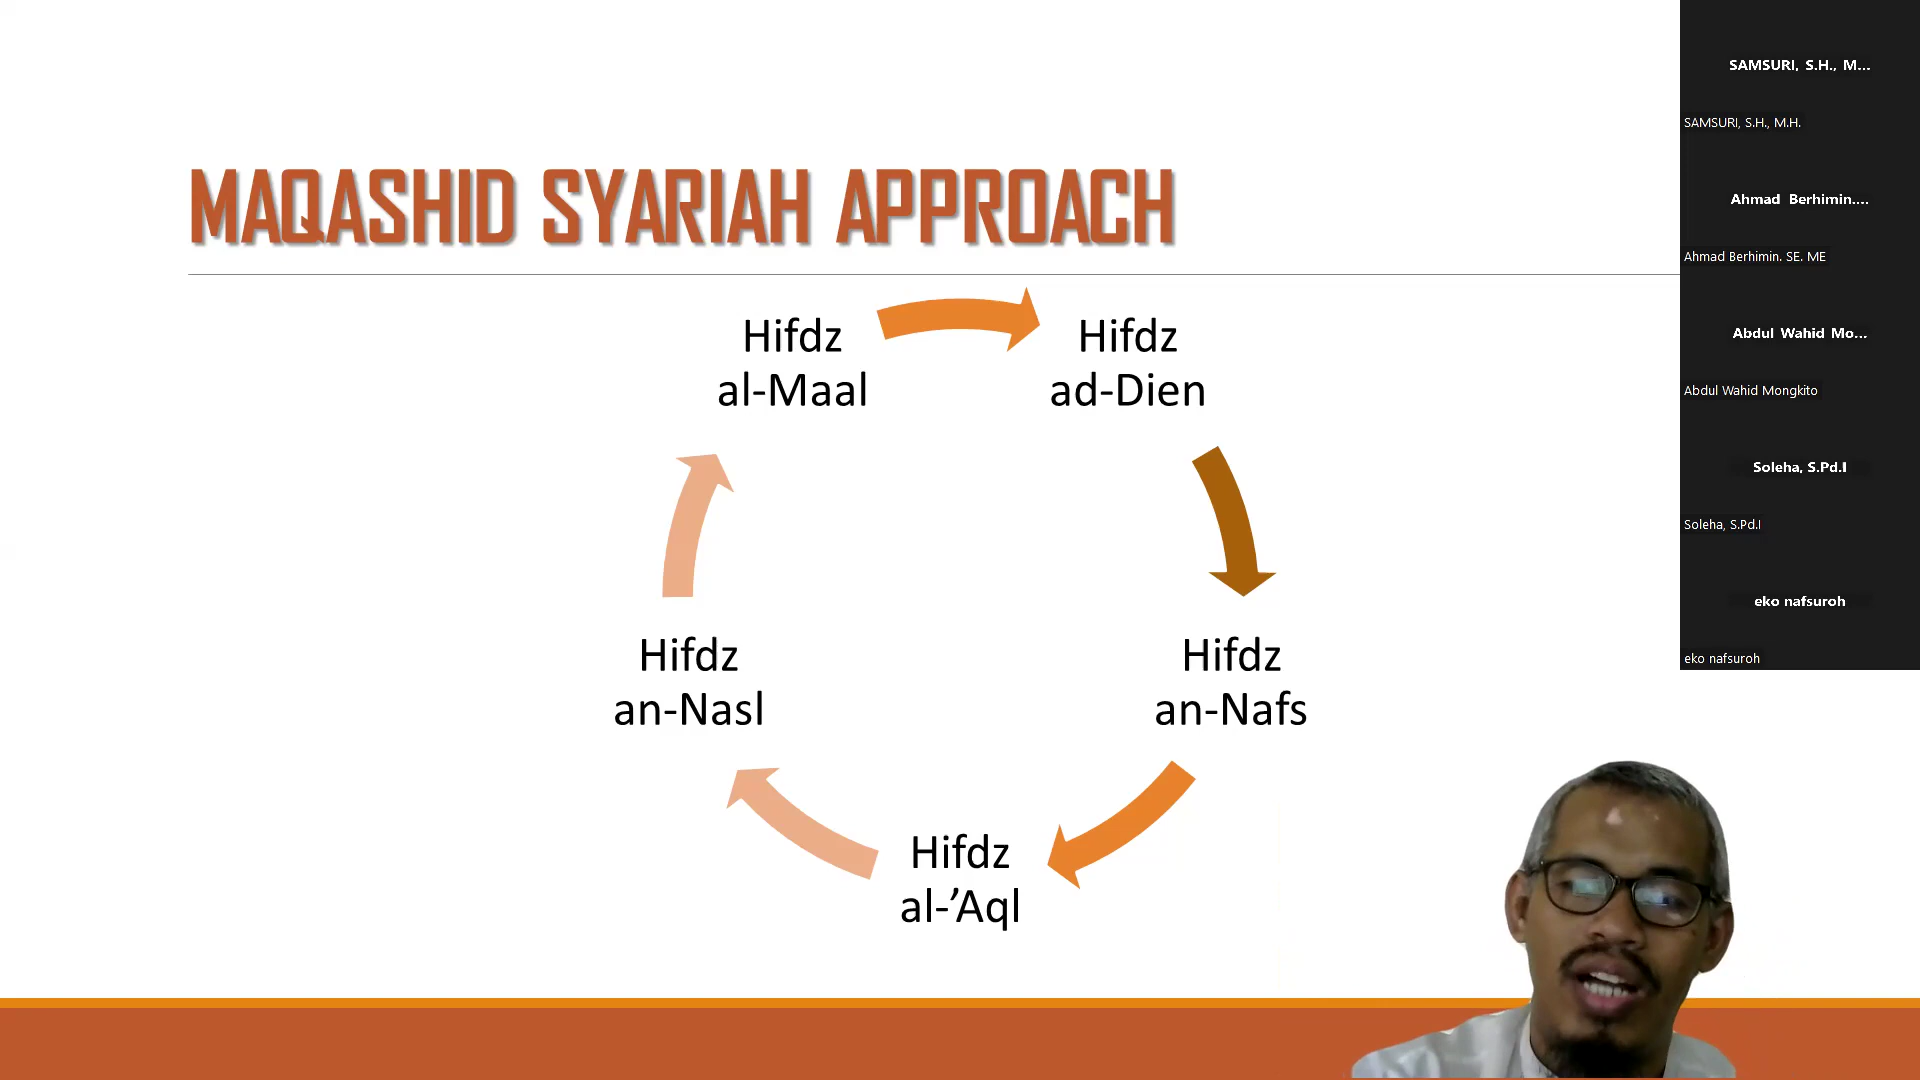 MAQASHID SYARIAH APPROACH
Hifdz
al-Maal
Hifdz
ad-Dien
Hifdz
an-Nafs
Hifdz
al-’Aql
Hifdz
an-Nasl
SAMSURI, S.H., M...
SAMSURI, S.H., M.H.
Ahmad Berhimin....
Ahmad Berhimin. SE. ME
Abdul Wahid Mo...
Abdul Wahid Mongkito
Soleha, S.Pd.I
Soleha, S.Pd.I
eko nafsuroh
eko nafsuroh